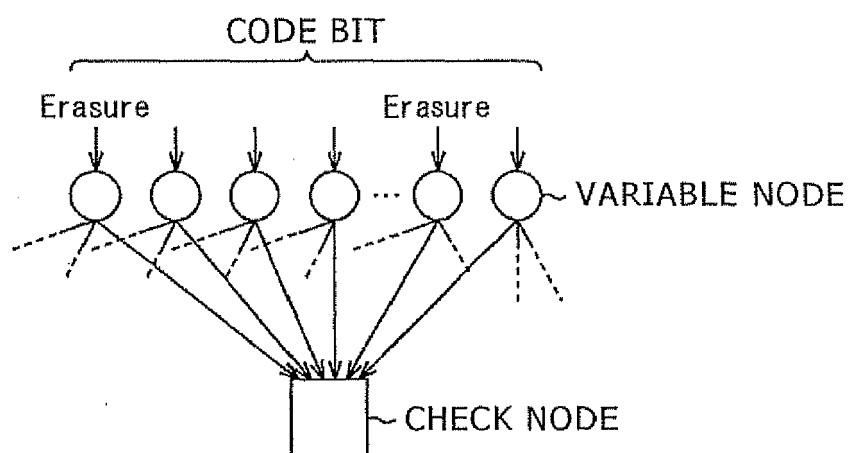 CODE BIT
Erasure Erasure
... VARIABLE NODE
CHECK NODE